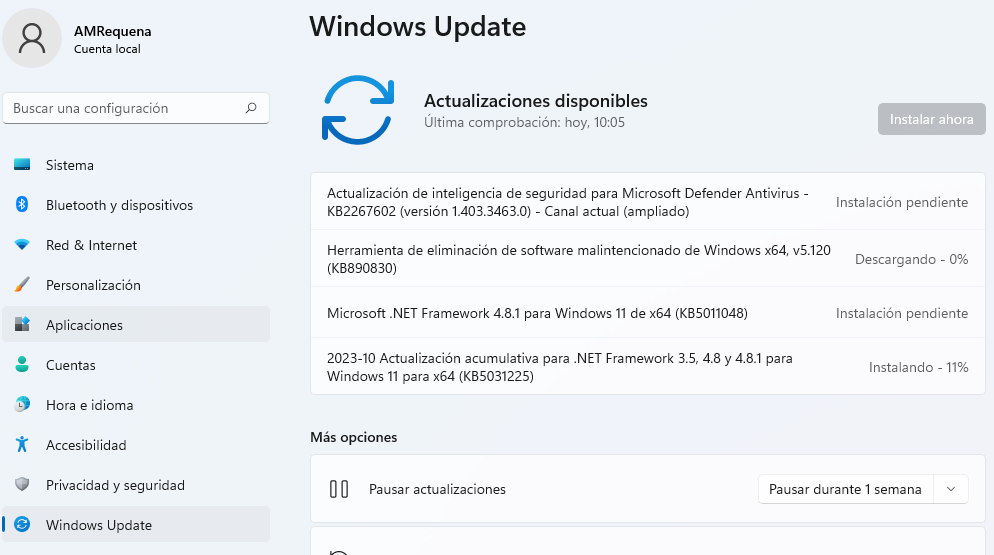 AMRequena
Cuenta local
Buscar una configuración
Sistema
Bluetooth y dispositivos
Red & Internet
Personalización
Aplicaciones
Cuentas
Hora e idioma
Accesibilidad
Privacidad y seguridad
Windows Update
Windows Update
Actualizaciones disponibles
Última comprobación: hoy, 10:05
Instalar ahora
Actualización de inteligencia de seguridad para Microsoft Defender Antivirus -
KB2267602 (versión 1.403.3463.0) - Canal actual (ampliado)
Instalación pendiente
Herramienta de eliminación de software malintencionado de Windows x64, v5.120
(KB890830)
Descargando - 0%
Microsoft .NET Framework 4.8.1 para Windows 11 de x64 (KB5011048)
Instalación pendiente
2023-10 Actualización acumulativa para .NET Framework 3.5, 4.8 y 4.8.1 para
Windows 11 para x64 (KB5031225)
Instalando - 11%
Más opciones
Pausar actualizaciones
Pausar durante 1 semana